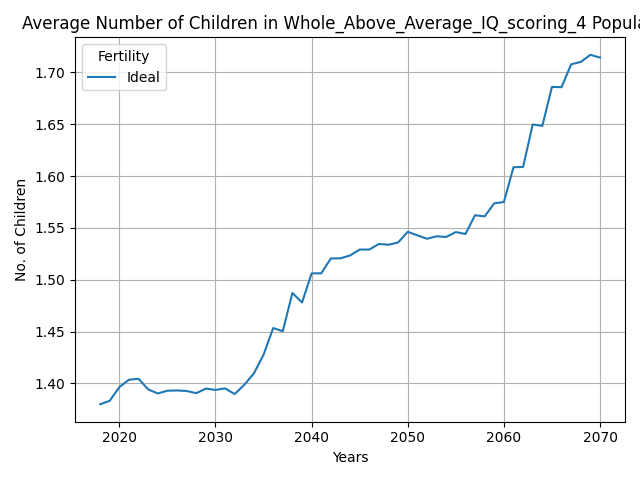 Average Number of Children in Whole_Above_Average_IQ_scoring_4 Popula
Fertility
Ideal
No. of Children
1.70
1.65
1.60
1.55
1.50
1.45
1.40
2020 2030 2040 2050 2060 2070
Years